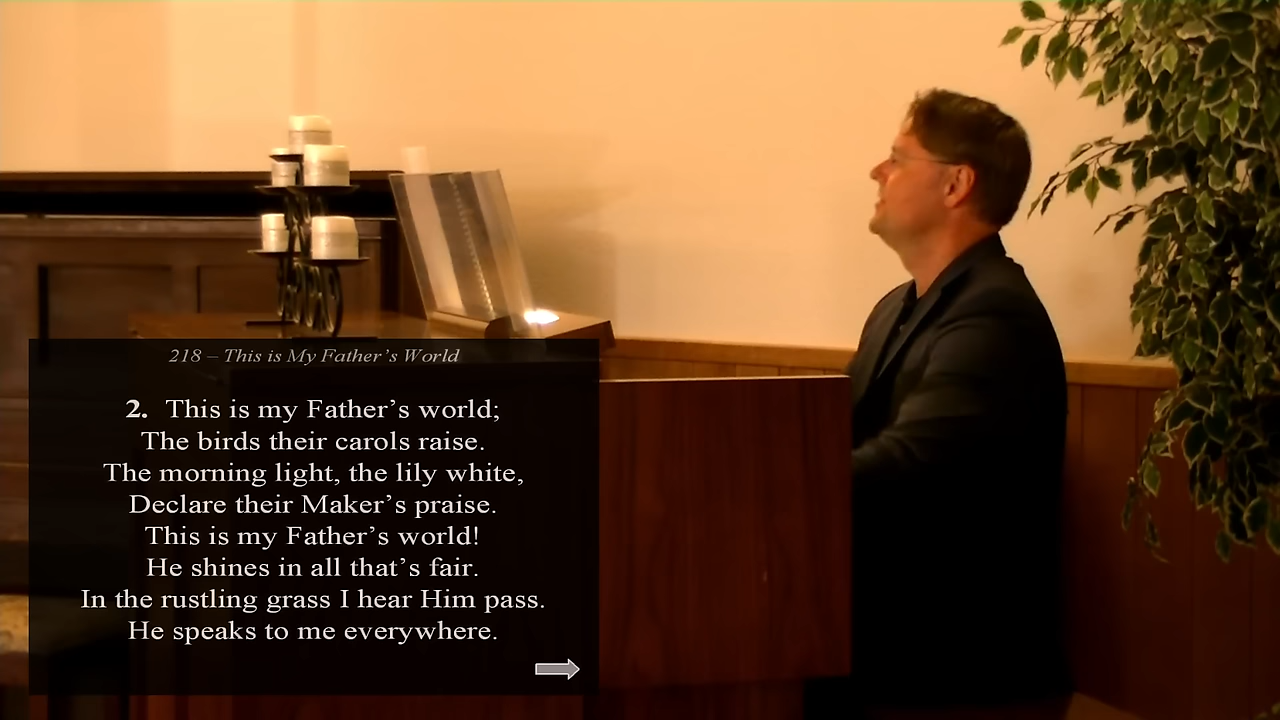 218 – This is My Father's World
2. This is my Father's world;
The birds their carols raise.
The morning light, the lily white,
Declare their Maker's praise.
This is my Father's world!
He shines in all that's fair.
In the rustling grass I hear Him pass.
He speaks to me everywhere.